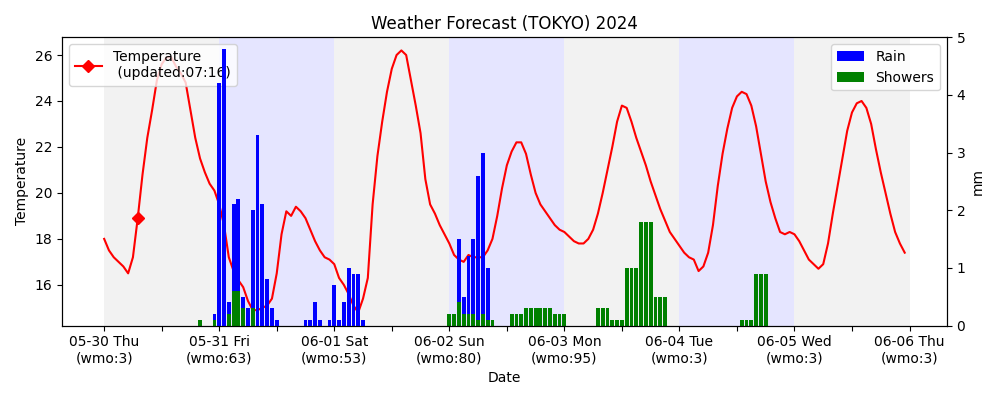 Weather Forecast (TOKYO) 2024
Temperature
(updated:07:16)
Rain
Showers
26
24
22
20
18
16
Temperature
5
4
3
2
1
0
mm
05-30 Thu 05-31 Fri 06-01 Sat 06-02 Sun 06-03 Mon 06-04 Tue 06-05 Wed 06-06 Thu
(wmo:3) (wmo:63) (wmo:53) (wmo:80) (wmo:95) (wmo:3) (wmo:3) (wmo:3)
Date